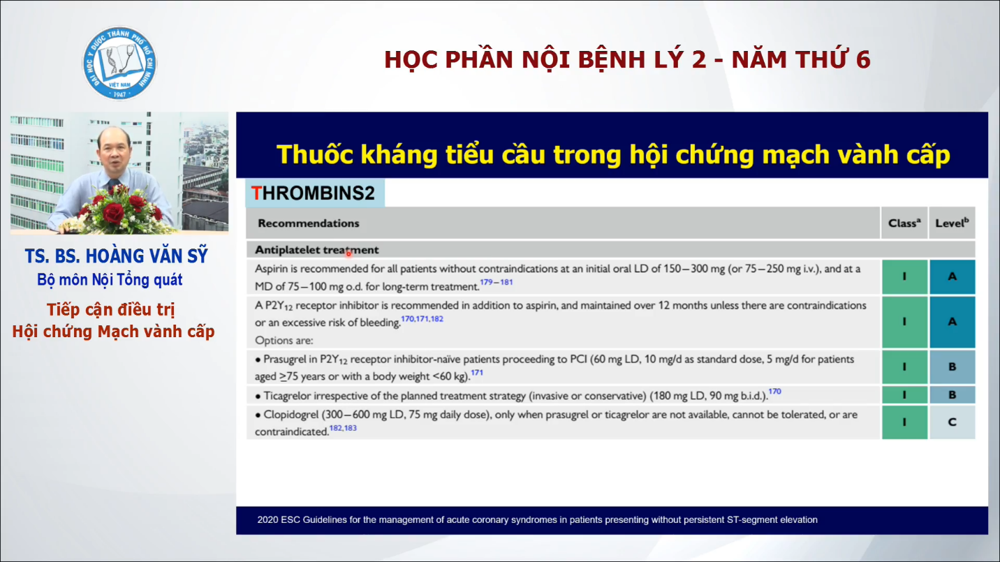 ĐẠI HỌC Y DƯỢC THÀNH PHỐ HỒ CHÍ MINH
VIỆT NAM
1947
HỌC PHẦN NỘI BỆNH LÝ 2 - NĂM THỨ 6
TS. BS. HOÀNG VĂN SỸ
Bộ môn Nội Tổng quát
Tiếp cận điều trị
Hội chứng Mạch vành cấp
Thuốc kháng tiểu cầu trong hội chứng mạch vành cấp
THROMBINS2
Recommendations Classᵃ Levelᵇ
Antiplatelet treatment
Aspirin is recommended for all patients without contraindications at an initial oral LD of 150–300 mg (or 75–250 mg i.v.), and at a
MD of 75–100 mg o.d. for long-term treatment.179–181 I A
A P2Y₁₂ receptor inhibitor is recommended in addition to aspirin, and maintained over 12 months unless there are contraindications
or an excessive risk of bleeding.170,171,182 I A
Options are:
• Prasugrel in P2Y₁₂ receptor inhibitor-naïve patients proceeding to PCI (60 mg LD, 10 mg/d as standard dose, 5 mg/d for patients
aged ≥75 years or with a body weight <60 kg).171 I B
• Ticagrelor irrespective of the planned treatment strategy (invasive or conservative) (180 mg LD, 90 mg b.i.d.).170 I B
• Clopidogrel (300–600 mg LD, 75 mg daily dose), only when prasugrel or ticagrelor are not available, cannot be tolerated, or are
contraindicated.182,183 I C
2020 ESC Guidelines for the management of acute coronary syndromes in patients presenting without persistent ST-segment elevation